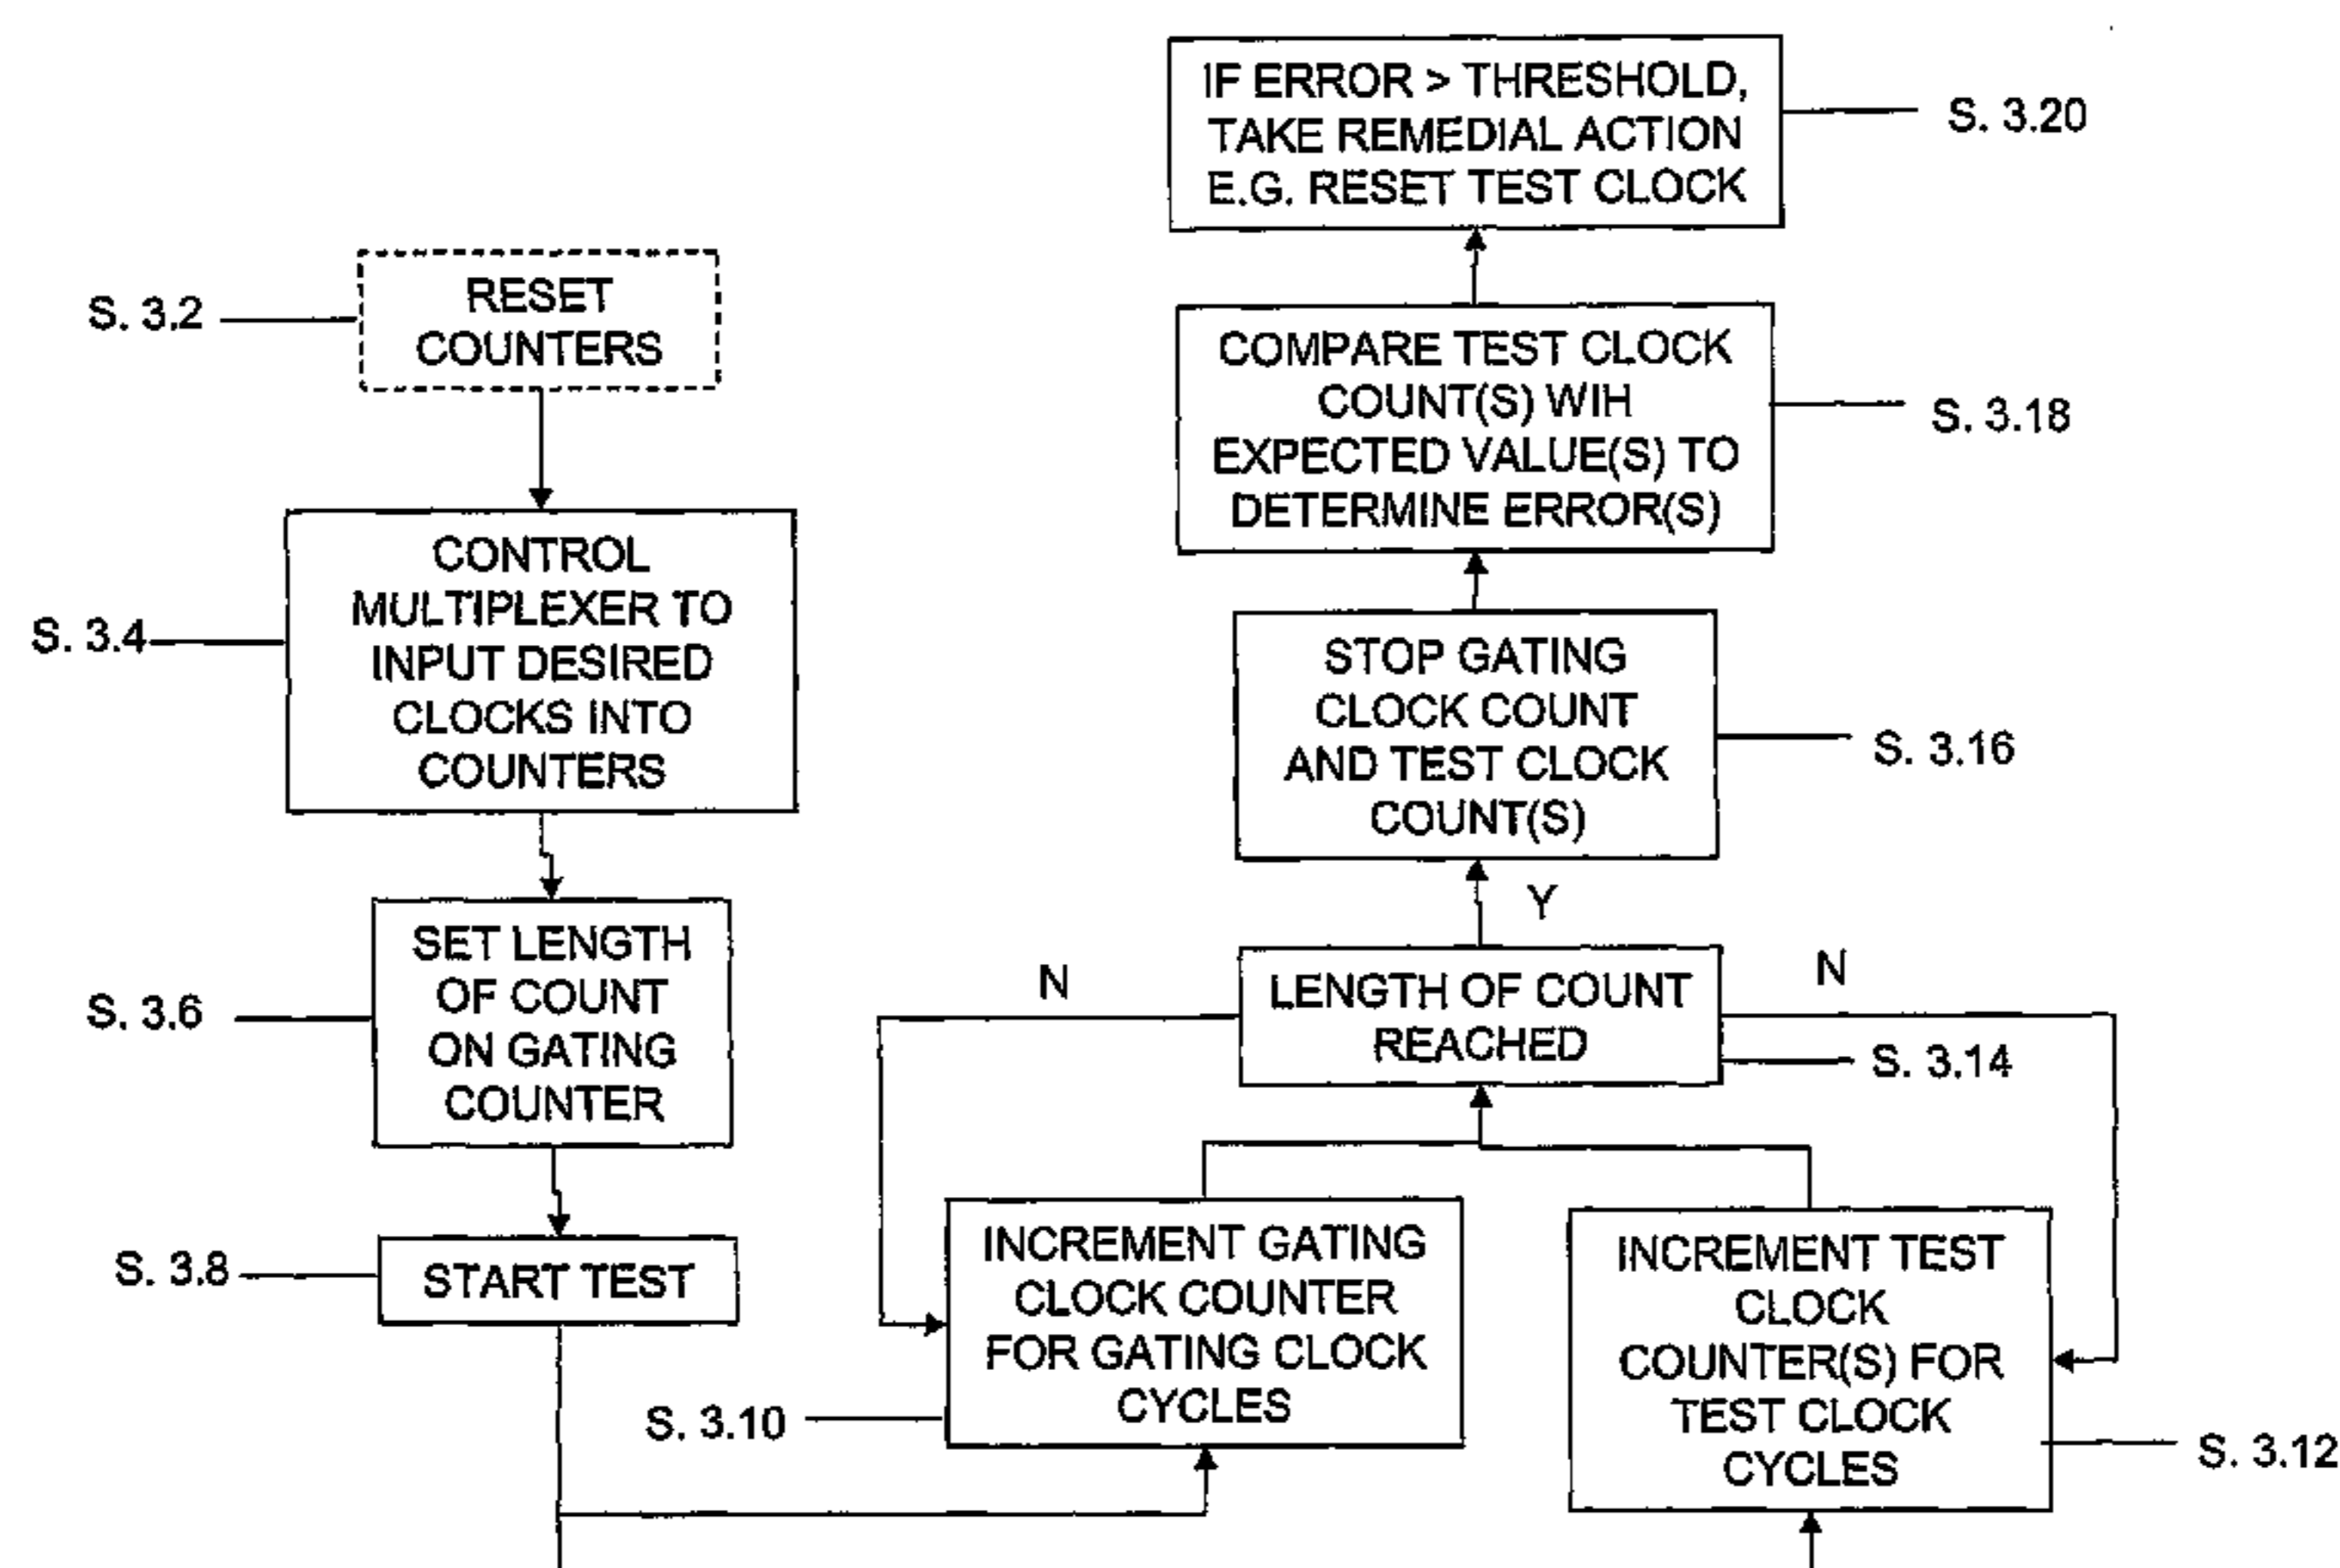 S. 3.2
RESET
COUNTERS
S. 3.4
CONTROL
MULTIPLEXER TO
INPUT DESIRED
CLOCKS INTO
COUNTERS
S. 3.6
SET LENGTH
OF COUNT
ON GATING
COUNTER
S. 3.8
START TEST
S. 3.10
INCREMENT GATING
CLOCK COUNTER
FOR GATING CLOCK
CYCLES
INCREMENT TEST
CLOCK
COUNTER(S) FOR
TEST CLOCK
CYCLES
S. 3.12
N
LENGTH OF COUNT
REACHED
N
S. 3.14
Y
STOP GATING
CLOCK COUNT
AND TEST CLOCK
COUNT(S)
S. 3.16
COMPARE TEST CLOCK
COUNT(S) WIH
EXPECTED VALUE(S) TO
DETERMINE ERROR(S)
S. 3.18
IF ERROR > THRESHOLD,
TAKE REMEDIAL ACTION
E.G. RESET TEST CLOCK
S. 3.20